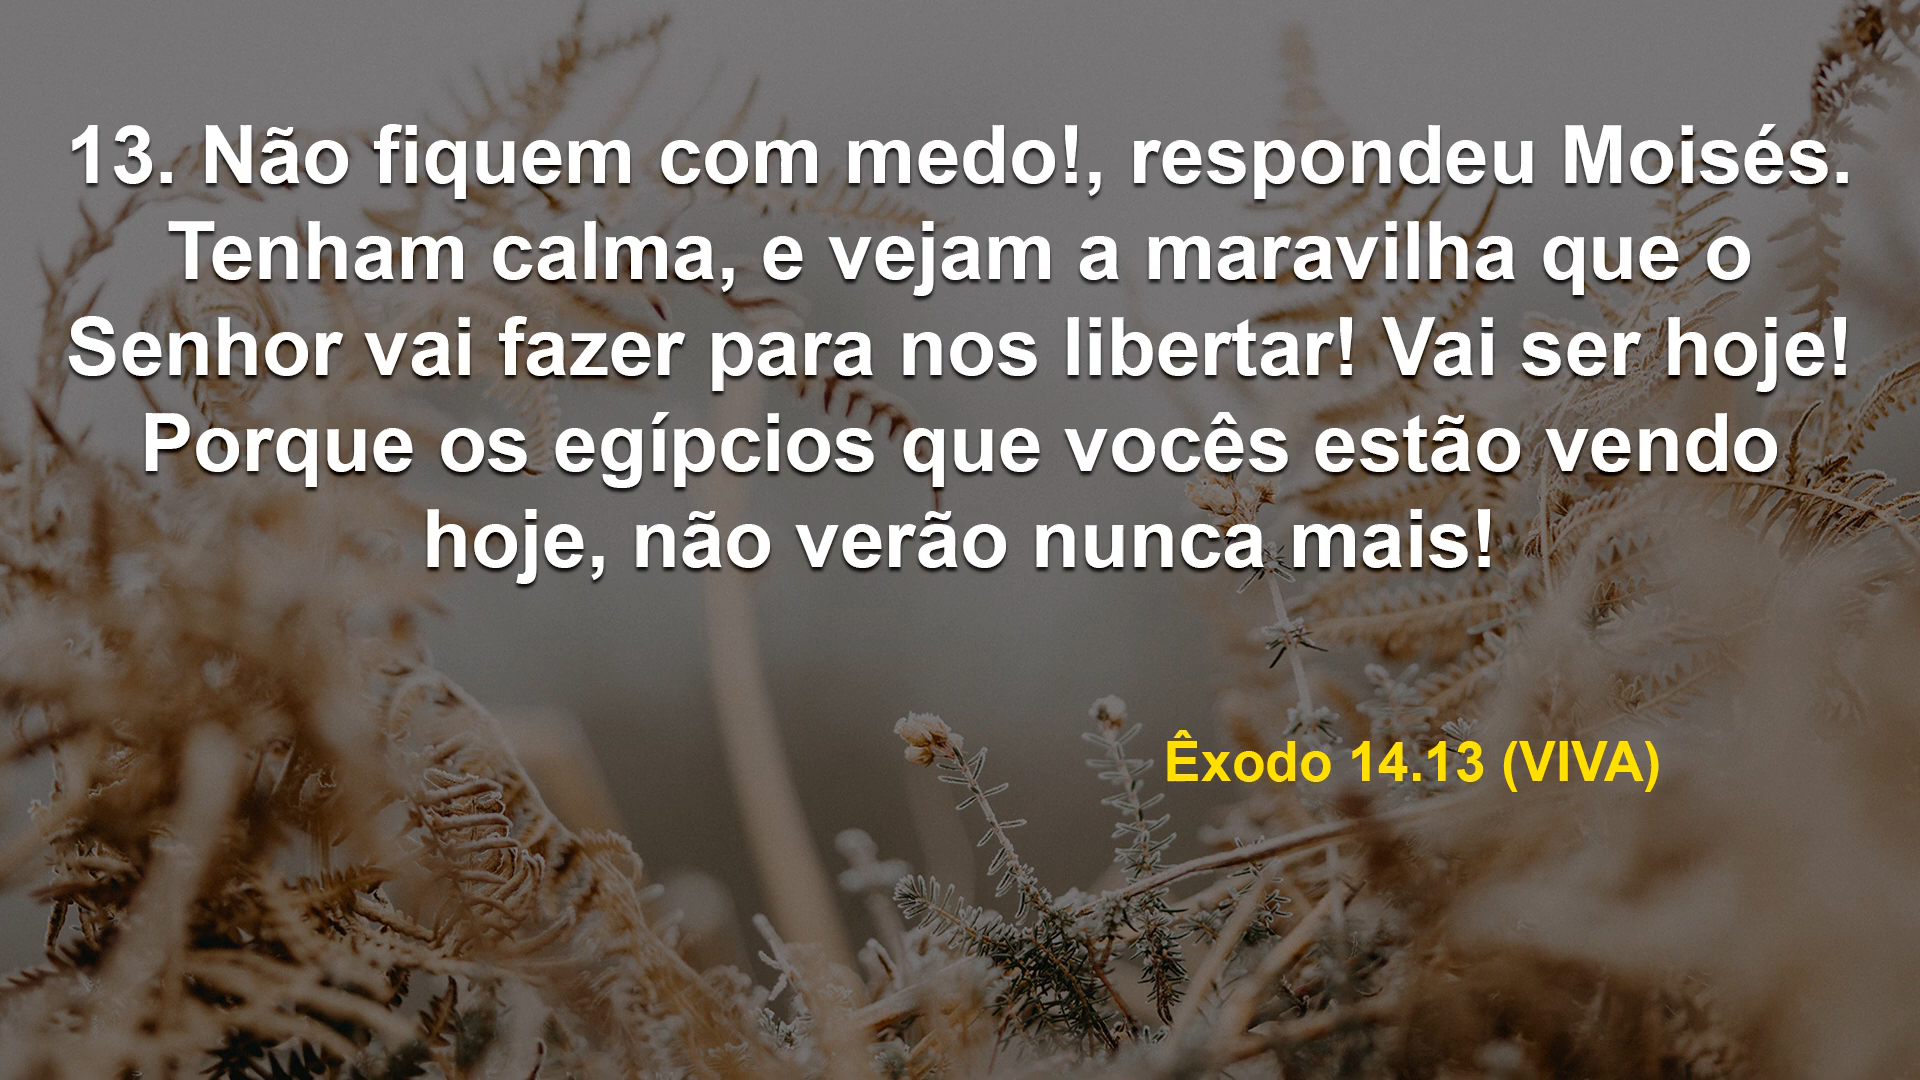 13. Não fiquem com medo!, respondeu Moisés.
Tenham calma, e vejam a maravilha que o
Senhor vai fazer para nos libertar! Vai ser hoje!
Porque os egípcios que vocês estão vendo
hoje, não verão nunca mais!
Êxodo 14.13 (VIVA)